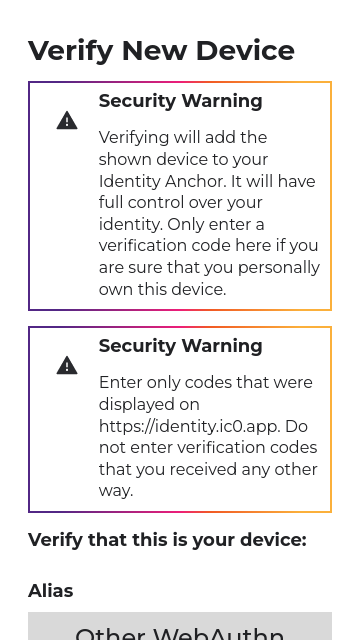 Verify New Device
Security Warning
Verifying will add the
shown device to your
Identity Anchor. It will have
full control over your
identity. Only enter a
verification code here if you
are sure that you personally
own this device.
Security Warning
Enter only codes that were
displayed on
https://identity.ic0.app. Do
not enter verification codes
that you received any other
way.
Verify that this is your device:
Alias
Other WebAuthn